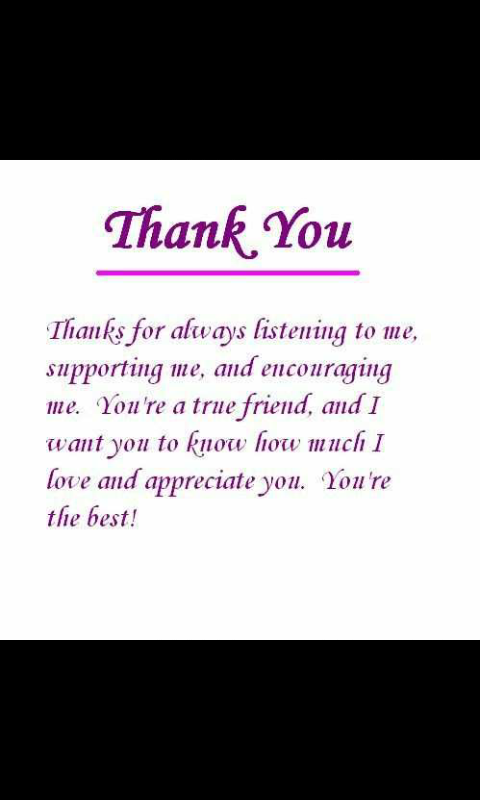 Thank You
Thanks for always listening to me,
supporting me, and encouraging
me.  You're a true friend, and I
want you to know how much I
love and appreciate you.  You're
the best!